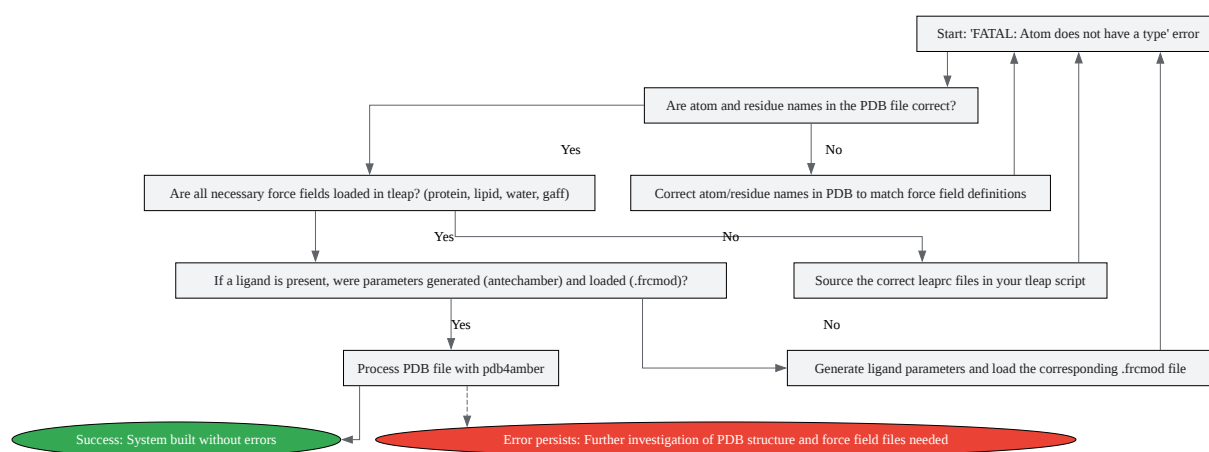 Start: 'FATAL: Atom does not have a type' error
Are atom and residue names in the PDB file correct?
Yes
No
Are all necessary force fields loaded in tleap? (protein, lipid, water, gaff)
Correct atom/residue names in PDB to match force field definitions
Yes
No
If a ligand is present, were parameters generated (antechamber) and loaded (.frcmod)?
Source the correct leaprc files in your tleap script
Yes
No
Process PDB file with pdb4amber
Generate ligand parameters and load the corresponding .frcmod file
Success: System built without errors
Error persists: Further investigation of PDB structure and force field files needed